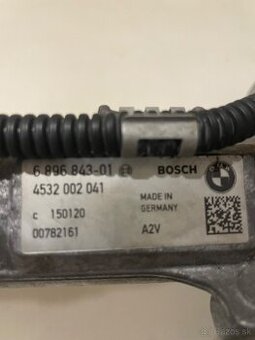 6 896 843-01 BOSCH
4532 002 041
MADE IN
GERMANY
c 150120
00782161 A2V